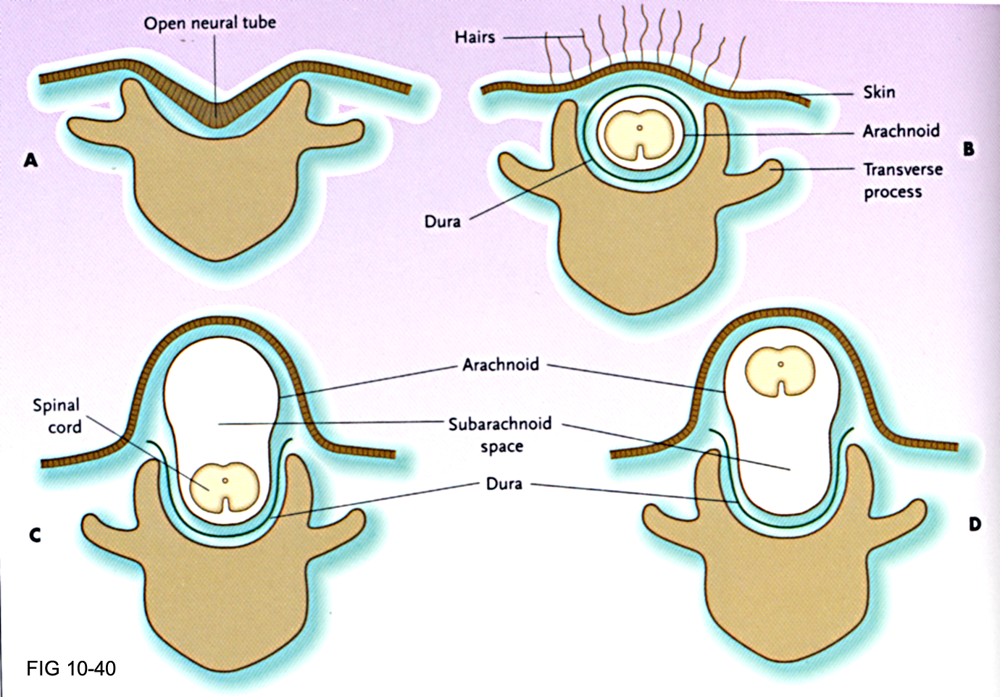 Open neural tube
Hairs
Skin
Arachnoid
B
A
Transverse
process
Dura
Arachnoid
Spinal
cord
Subarachnoid
space
Dura
C
D
FIG 10-40